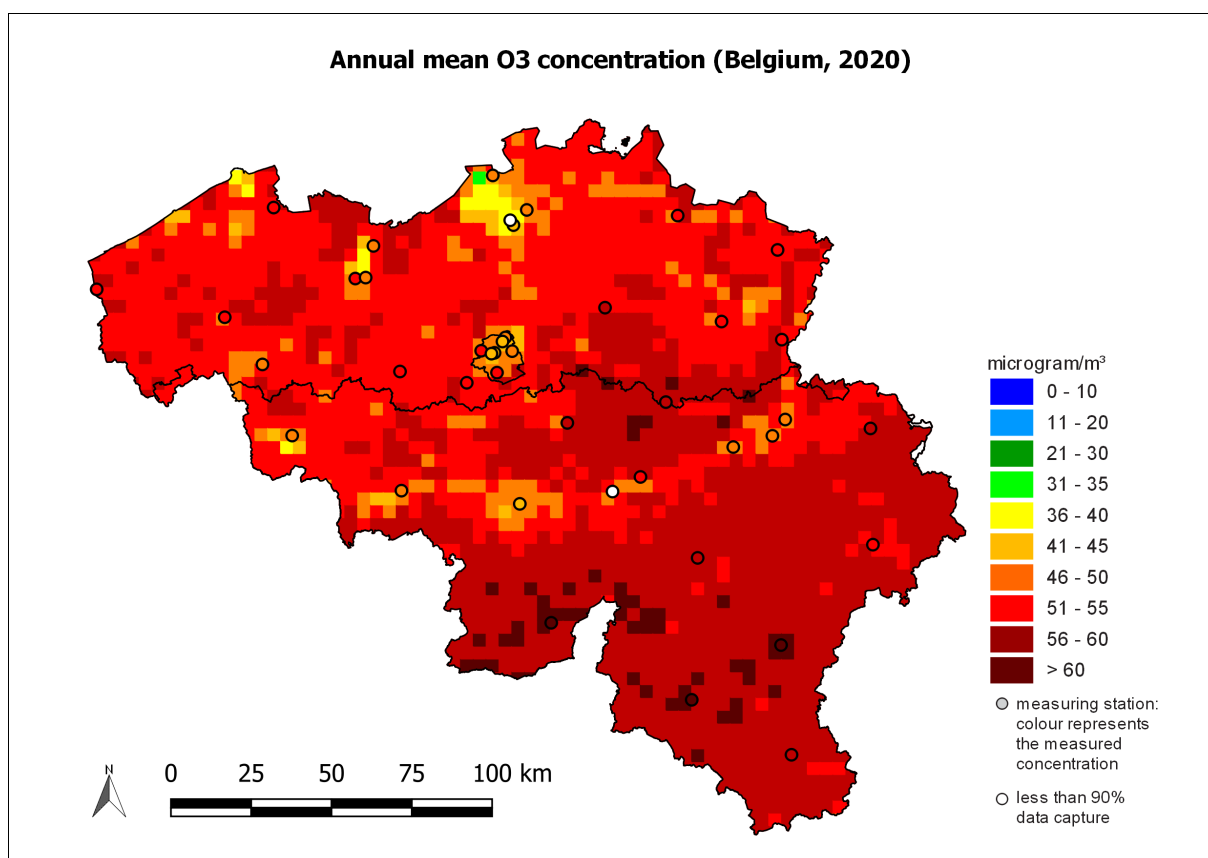 Annual mean O3 concentration (Belgium, 2020)
microgram/m³
0 - 10
11 - 20
21 - 30
31 - 35
36 - 40
41 - 45
46 - 50
51 - 55
56 - 60
> 60
measuring station:
colour represents
the measured
concentration
less than 90%
data capture
N
0 25 50 75 100 km